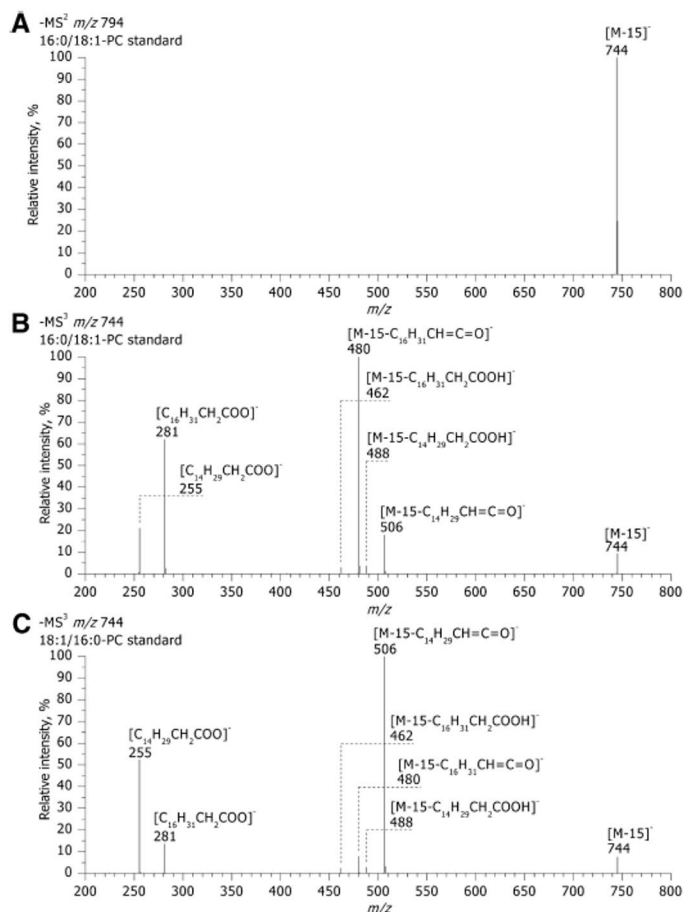 A
-MS² m/z 794
16:0/18:1-PC standard
[M-15]⁻
744
Relative intensity, %
100
90
80
70
60
50
40
30
20
10
0
200 250 300 350 400 450 500 550 600 650 700 750 800
m/z
B
-MS³ m/z 744
16:0/18:1-PC standard
[M-15-C₁₆H₃₁CH=C=O]⁻
480
[M-15-C₁₆H₃₁CH₂COOH]⁻
462
[C₁₆H₃₁CH₂COO]⁻
281
[M-15-C₁₄H₂₉CH₂COOH]⁻
488
[C₁₄H₂₉CH₂COO]⁻
255
[M-15-C₁₄H₂₉CH=C=O]⁻
506
[M-15]⁻
744
Relative intensity, %
100
90
80
70
60
50
40
30
20
10
0
200 250 300 350 400 450 500 550 600 650 700 750 800
m/z
C
-MS³ m/z 744
18:1/16:0-PC standard
[M-15-C₁₄H₂₉CH=C=O]⁻
506
[M-15-C₁₆H₃₁CH₂COOH]⁻
462
[C₁₄H₂₉CH₂COO]⁻
255
[M-15-C₁₆H₃₁CH=C=O]⁻
480
[M-15-C₁₄H₂₉CH₂COOH]⁻
488
[C₁₆H₃₁CH₂COO]⁻
281
[M-15]⁻
744
Relative intensity, %
100
90
80
70
60
50
40
30
20
10
0
200 250 300 350 400 450 500 550 600 650 700 750 800
m/z